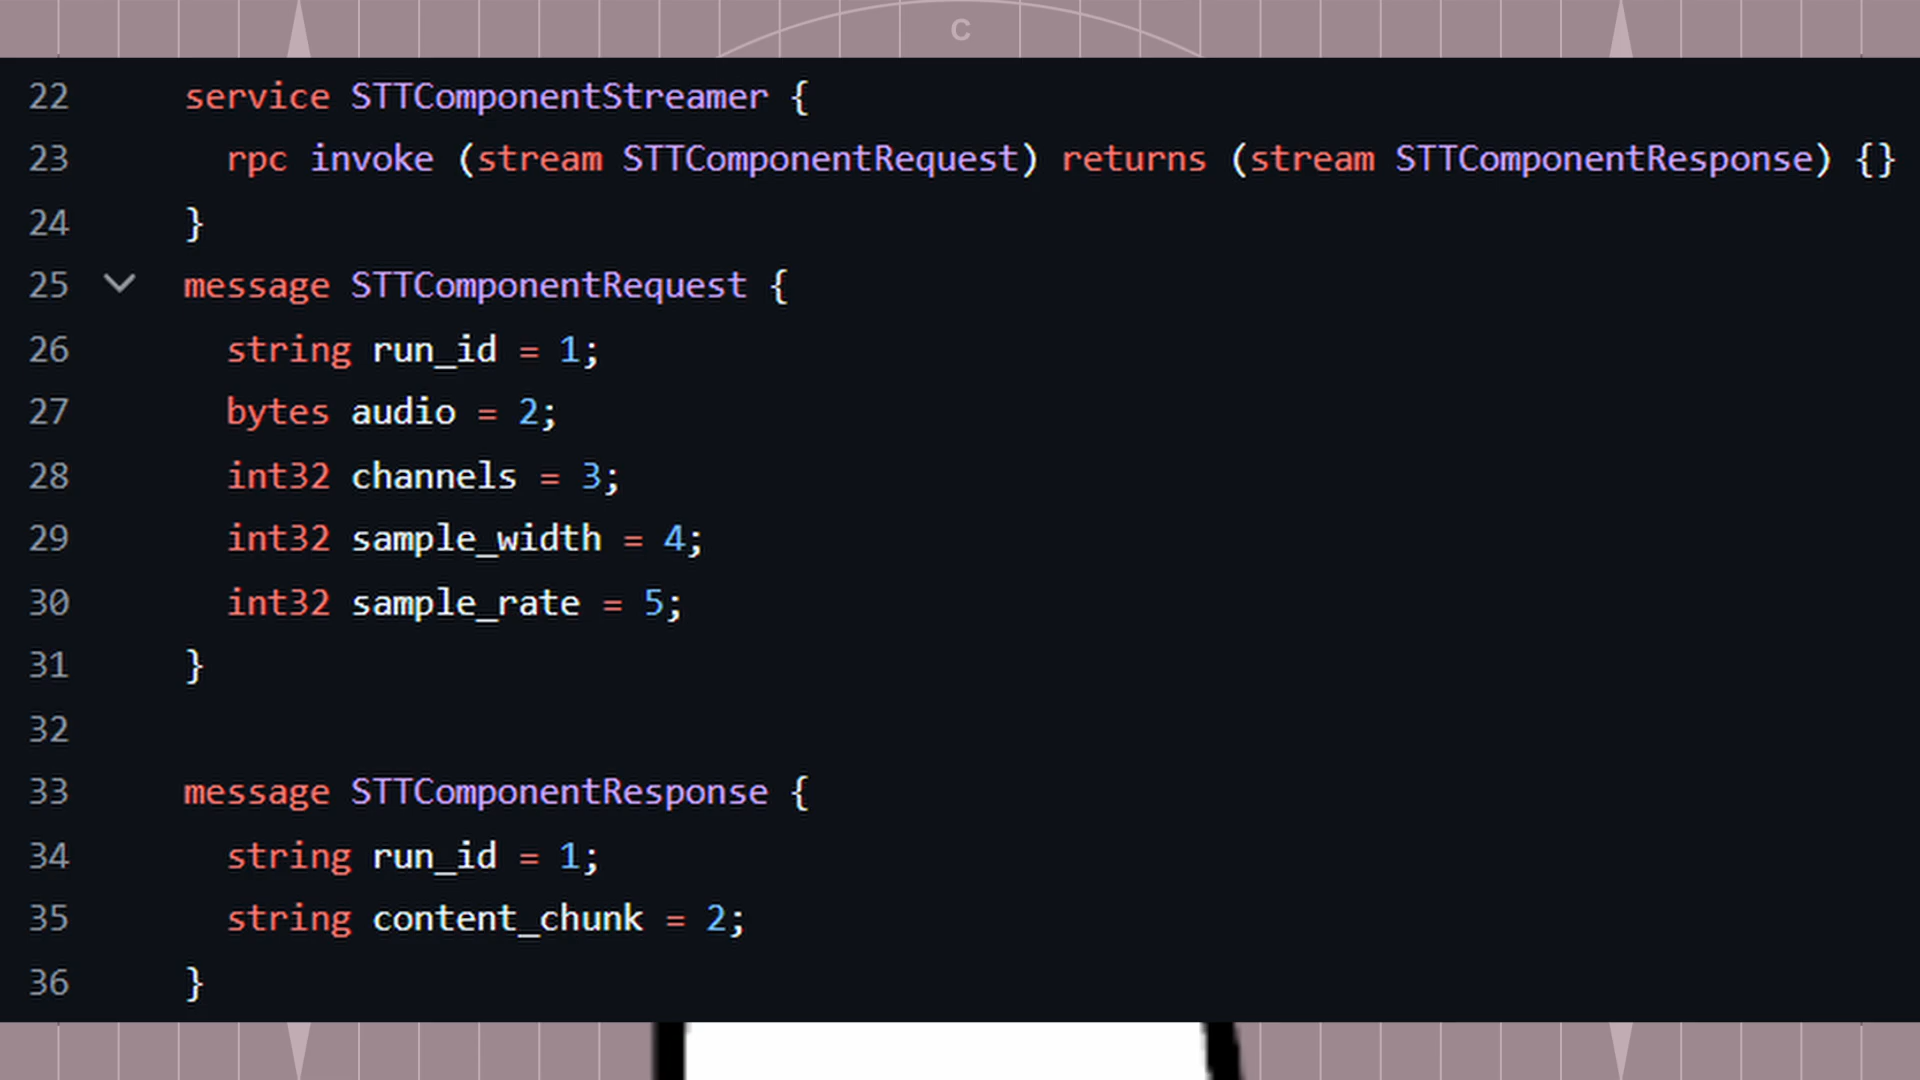 C
22 service STTComponentStreamer {
23 rpc invoke (stream STTComponentRequest) returns (stream STTComponentResponse) {}
24 }
25 message STTComponentRequest {
26 string run_id = 1;
27 bytes audio = 2;
28 int32 channels = 3;
29 int32 sample_width = 4;
30 int32 sample_rate = 5;
31 }
32
33 message STTComponentResponse {
34 string run_id = 1;
35 string content_chunk = 2;
36 }